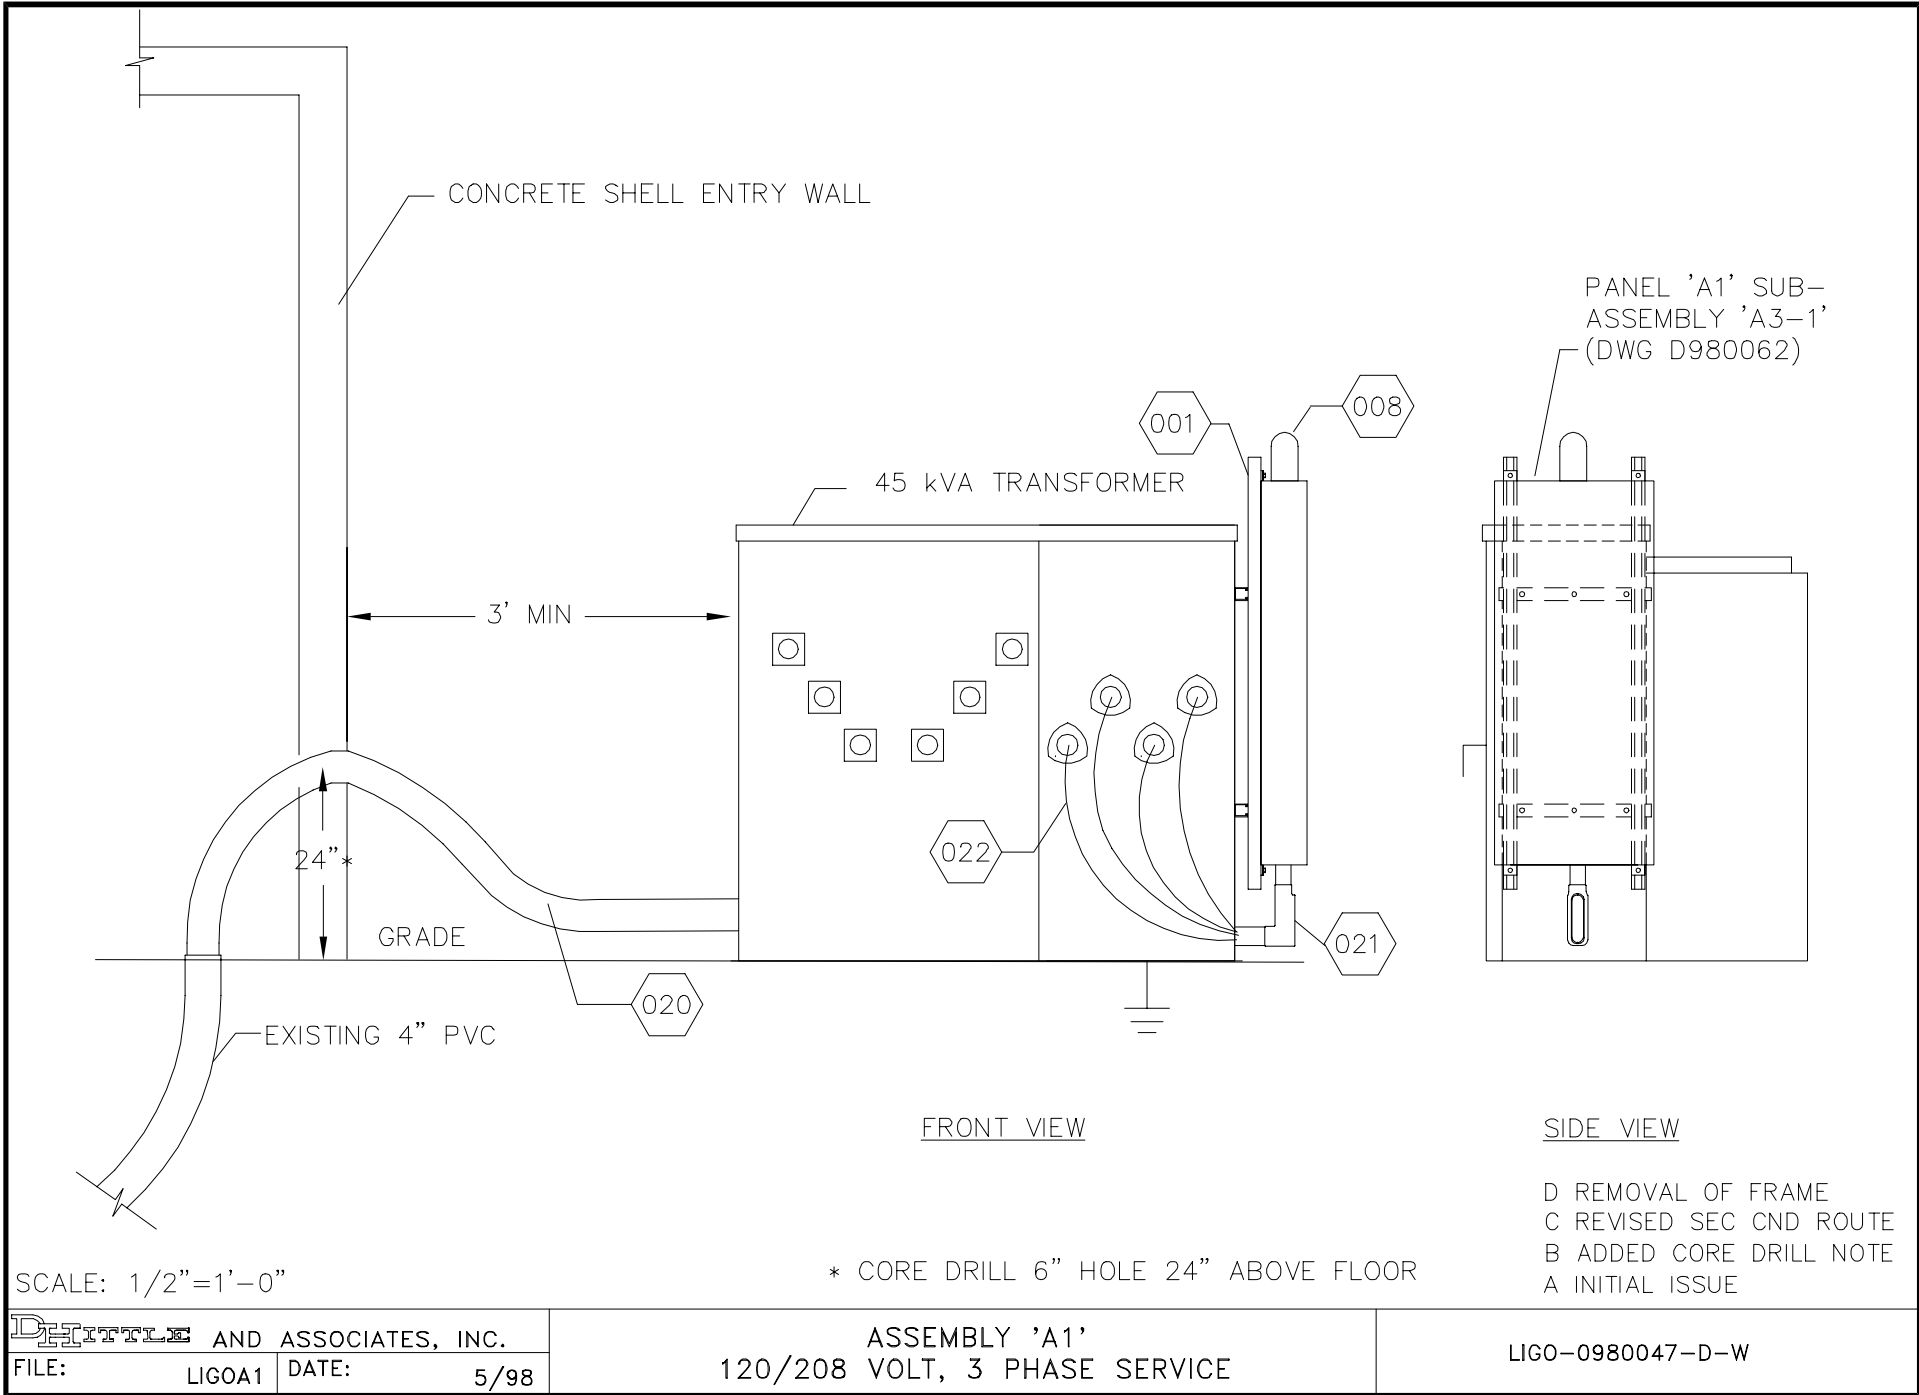 CONCRETE SHELL ENTRY WALL
PANEL 'A1' SUB-
ASSEMBLY 'A3-1'
(DWG D980062)
008
001
45 kVA TRANSFORMER
3' MIN
022
24"*
GRADE
021
020
EXISTING 4" PVC
FRONT VIEW
SIDE VIEW
D REMOVAL OF FRAME
C REVISED SEC CND ROUTE
B ADDED CORE DRILL NOTE
A INITIAL ISSUE
* CORE DRILL 6" HOLE 24" ABOVE FLOOR
SCALE: 1/2"=1'-0"
DHITTLE AND ASSOCIATES, INC.
FILE: LIGOA1 DATE: 5/98
ASSEMBLY 'A1'
120/208 VOLT, 3 PHASE SERVICE
LIGO-0980047-D-W